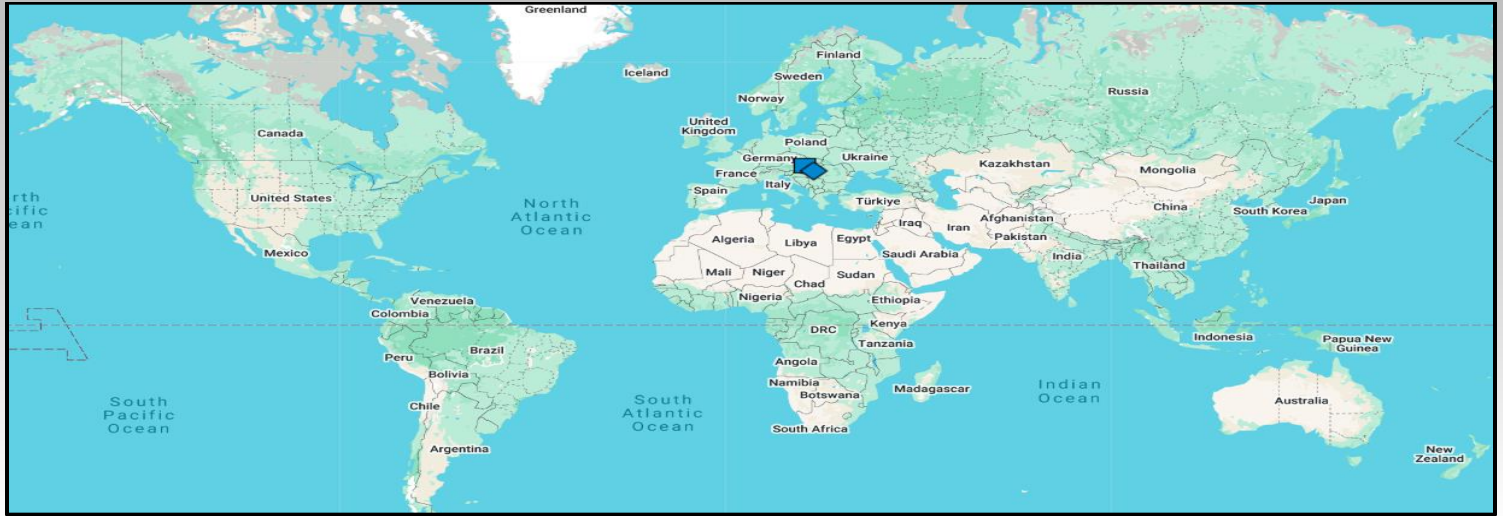 Greenland
Iceland
Finland
Sweden
Norway
Russia
United
Kingdom
Canada
Poland
Germany
Ukraine
France
Kazakhstan
Mongolia
Spain
Italy
United States
Türkiye
China
Japan
South Korea
rth
cific
ean
North
Atlantic
Ocean
Afghanistan
Iraq
Iran
Pakistan
Algeria
Libya
Egypt
Mexico
Saudi Arabia
India
Thailand
Mali
Niger
Sudan
Chad
Nigeria
Ethiopia
Venezuela
Colombia
Kenya
DRC
Indonesia
Papua New
Guinea
Tanzania
Peru
Brazil
Angola
Bolivia
Namibia
Botswana
Madagascar
Indian
Ocean
South
Pacific
Ocean
Chile
South
Atlantic
Ocean
Australia
South Africa
Argentina
New
Zealand